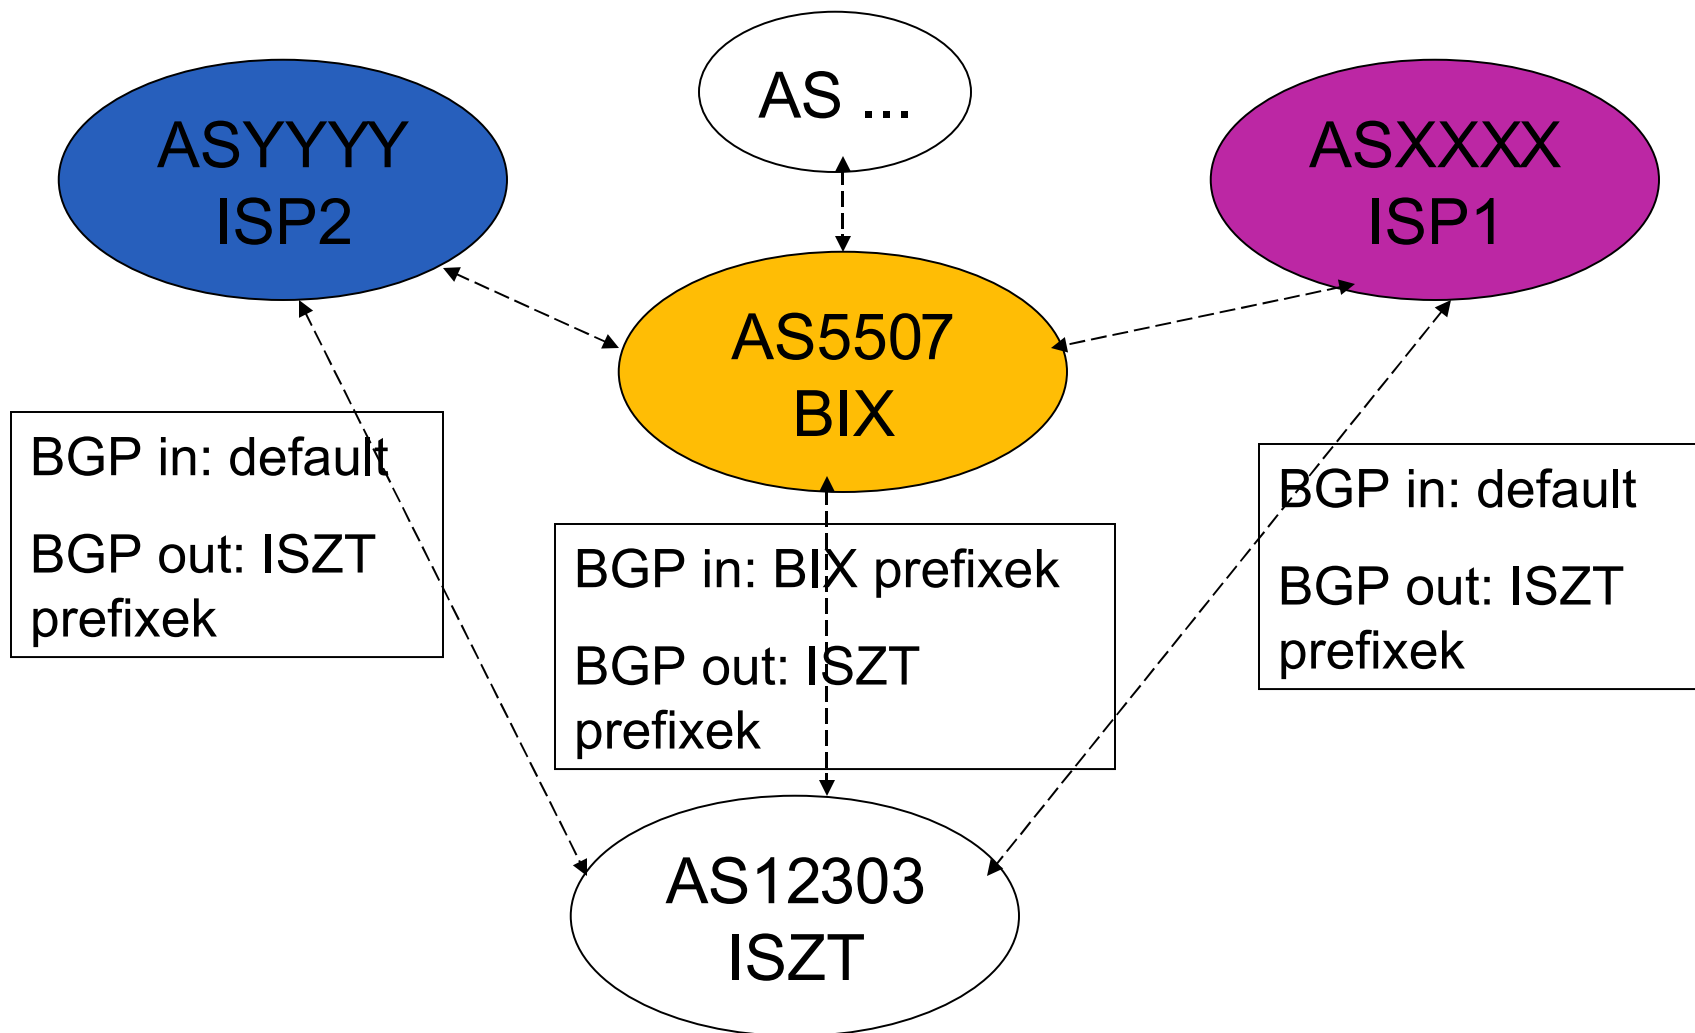 AS ...
ASYYYY
ISP2
ASXXXX
ISP1
AS5507
BIX
BGP in: default
BGP out: ISZT
prefixek
BGP in: BIX prefixek
BGP out: ISZT
prefixek
BGP in: default
BGP out: ISZT
prefixek
AS12303
ISZT